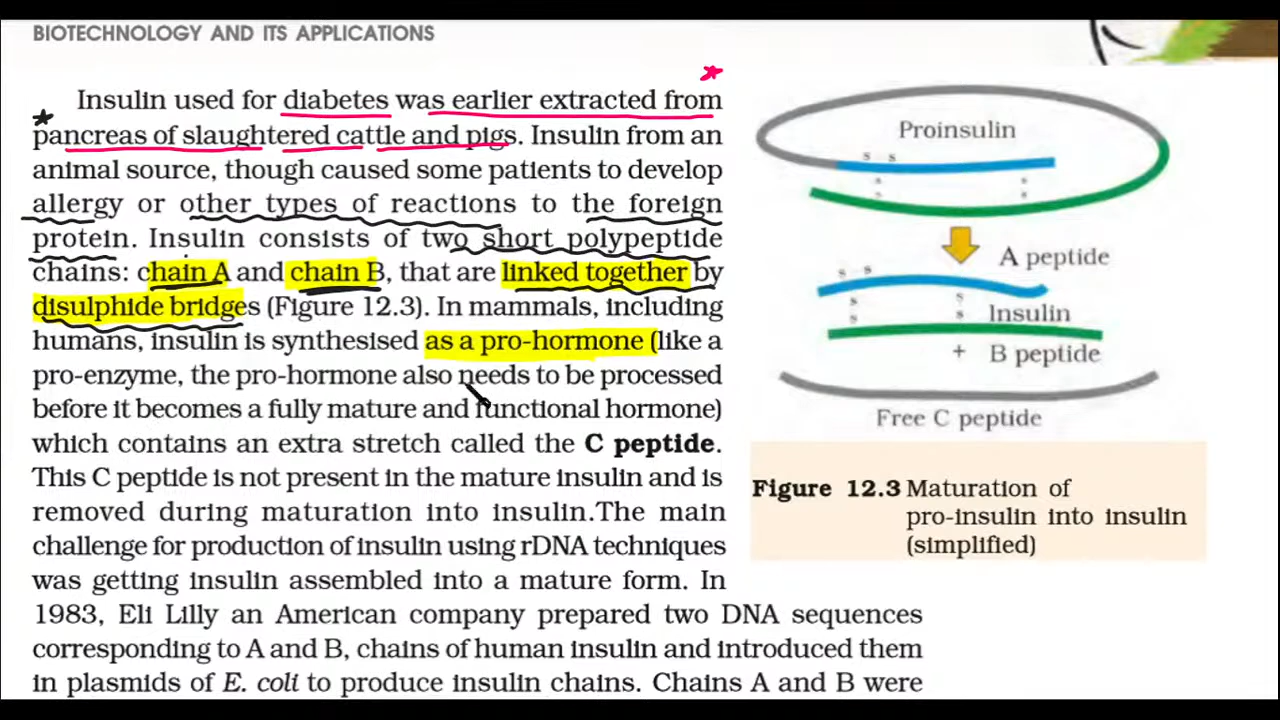 BIOTECHNOLOGY AND ITS APPLICATIONS
Insulin used for diabetes was earlier extracted from
pancreas of slaughtered cattle and pigs. Insulin from an
animal source, though caused some patients to develop
allergy or other types of reactions to the foreign
protein. Insulin consists of two short polypeptide
chains: chain A and chain B, that are linked together by
disulphide bridges (Figure 12.3). In mammals, including
humans, insulin is synthesised as a pro-hormone (like a
pro-enzyme, the pro-hormone also needs to be processed
before it becomes a fully mature and functional hormone)
which contains an extra stretch called the C peptide.
This C peptide is not present in the mature insulin and is
removed during maturation into insulin.The main
challenge for production of insulin using rDNA techniques
was getting insulin assembled into a mature form. In
1983, Eli Lilly an American company prepared two DNA sequences
corresponding to A and B, chains of human insulin and introduced them
in plasmids of E. coli to produce insulin chains. Chains A and B were
Proinsulin
s s
s s
s s
A peptide
s s
s s
s s
Insulin
+ B peptide
Free C peptide
Figure 12.3 Maturation of
pro-insulin into insulin
(simplified)